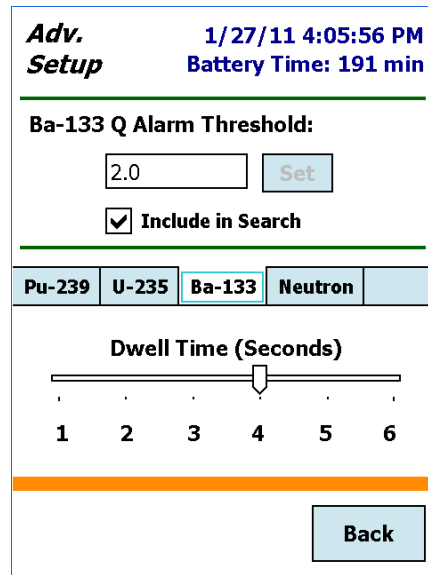 Adv. 1/27/11 4:05:56 PM
Setup Battery Time: 191 min
Ba-133 Q Alarm Threshold:
2.0 Set
Include in Search
Pu-239 U-235 Ba-133 Neutron
Dwell Time (Seconds)
1 2 3 4 5 6
Back